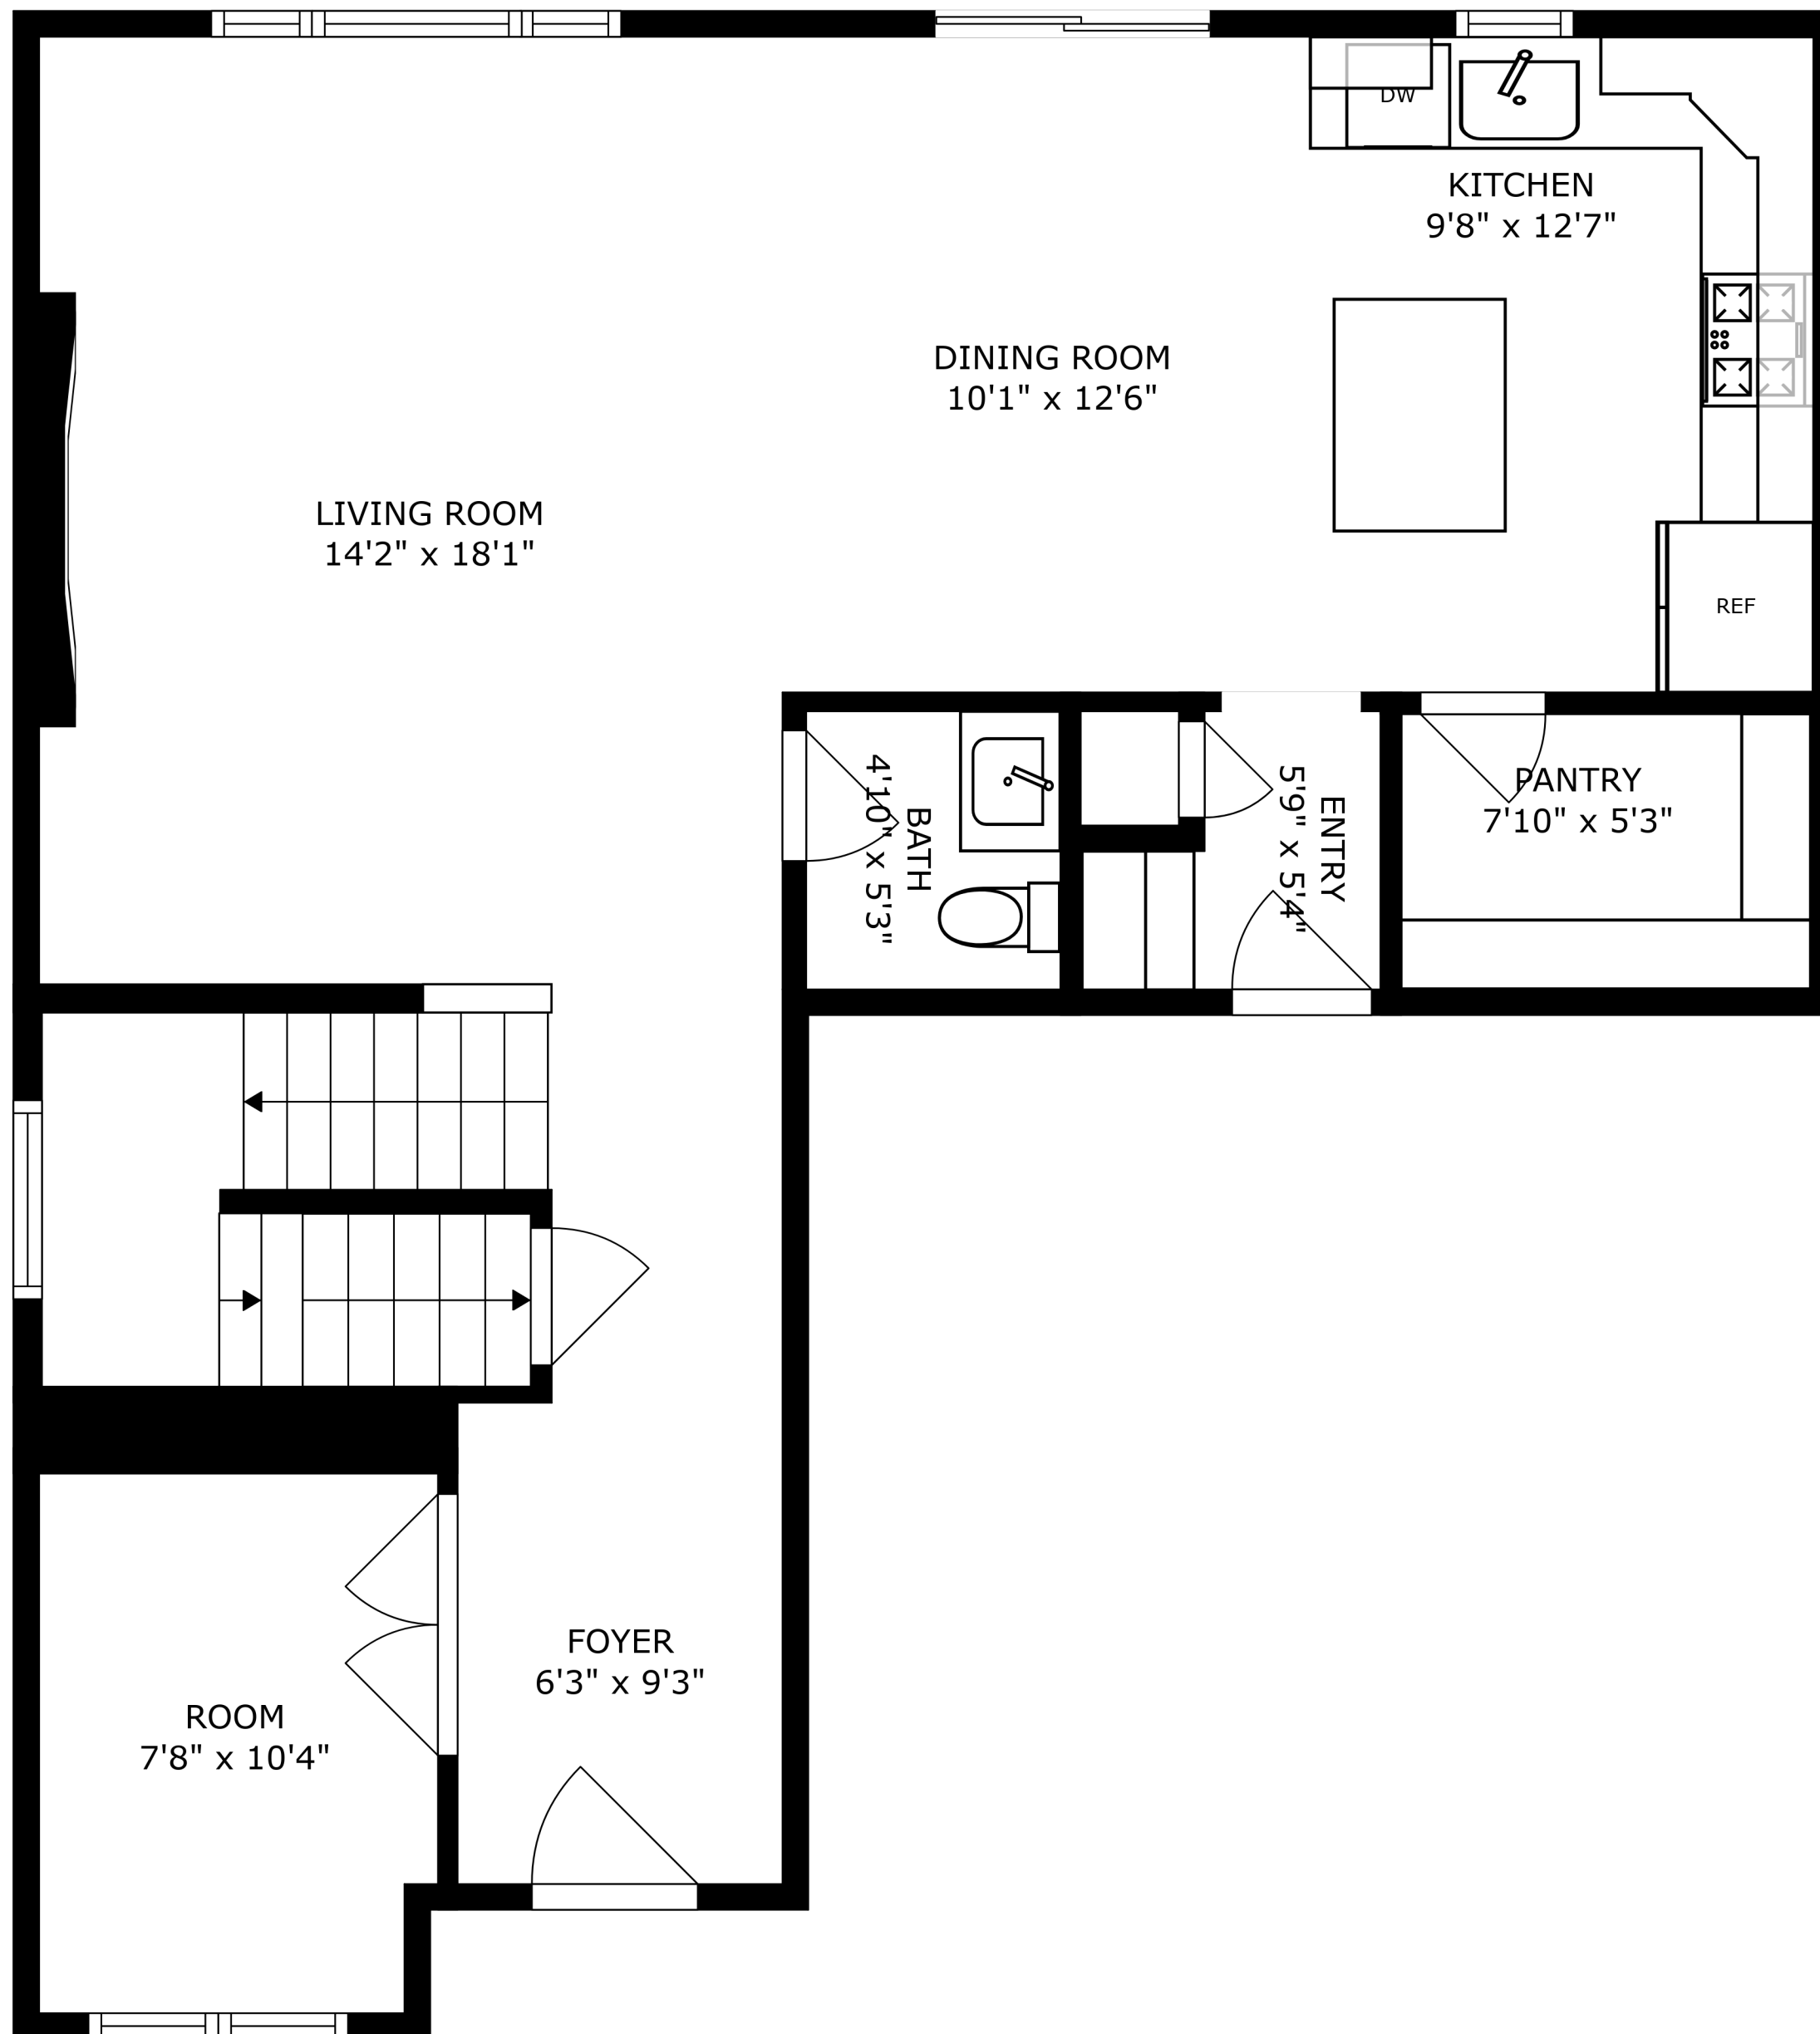 DW
KITCHEN
9'8" x 12'7"
DINING ROOM
10'1" x 12'6"
LIVING ROOM
14'2" x 18'1"
REF
BATH
4'10" x 5'3"
ENTRY
5'9" x 5'4"
PANTRY
7'10" x 5'3"
FOYER
6'3" x 9'3"
ROOM
7'8" x 10'4"